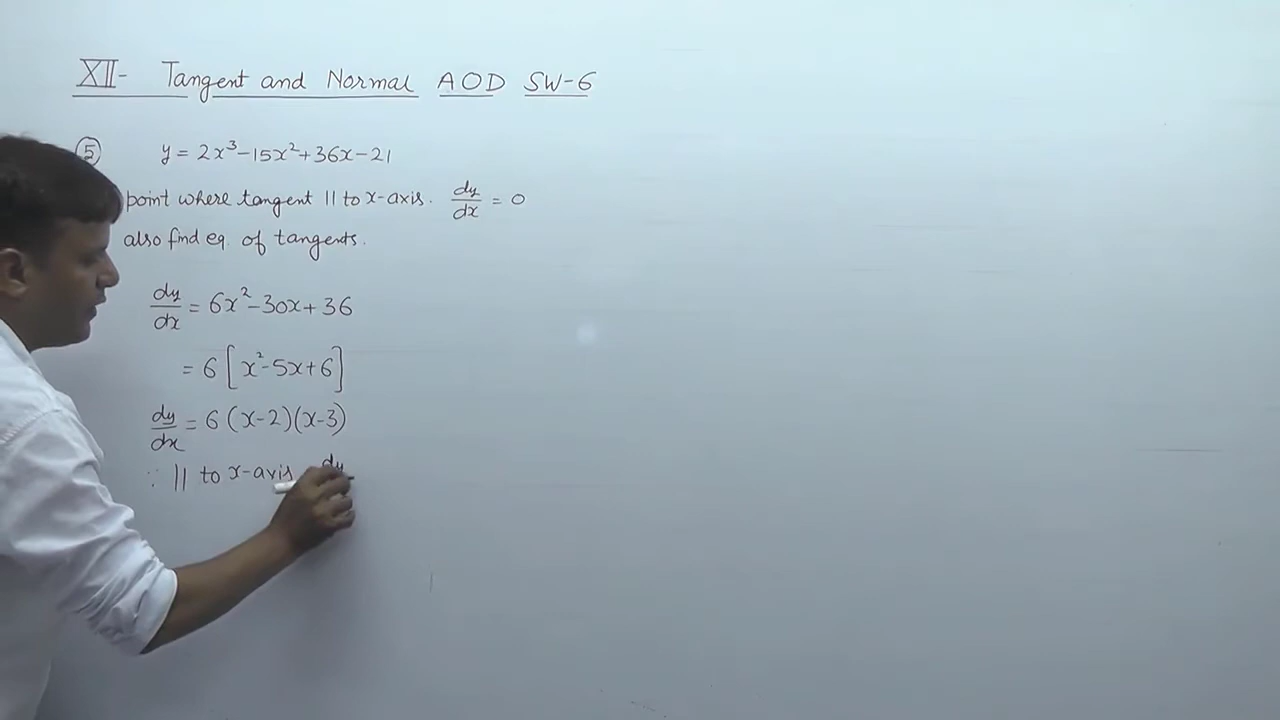 XII- Tangent and Normal AOD SW-6
⑤ y = 2x³-15x²+36x-21
point where tangent || to x-axis. dy/dx = 0
also find eq. of tangents.
dy/dx = 6x²-30x+36
= 6[x²-5x+6]
dy/dx = 6(x-2)(x-3)
∵ || to x-axis dy